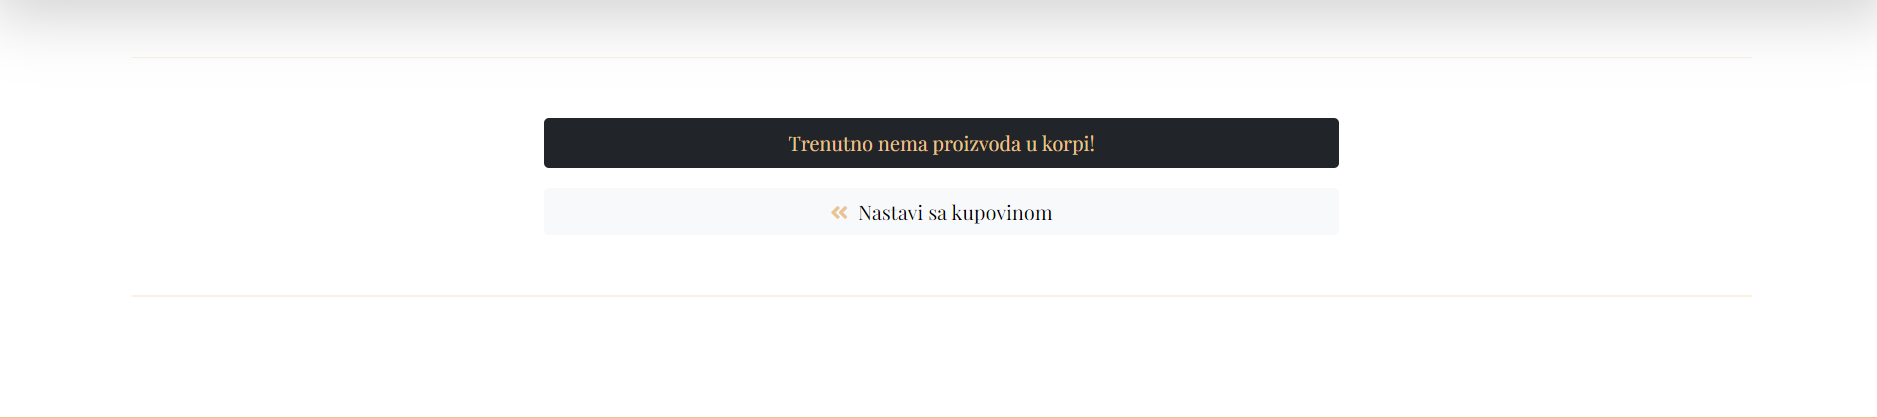 Trenutno nema proizvoda u korpi!
Nastavi sa kupovinom